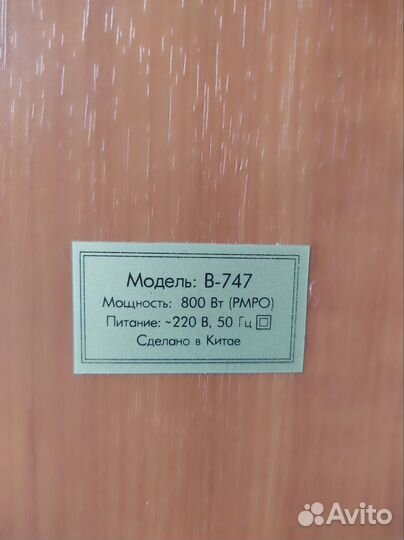 Модель: В-747
Мощность: 800 Вт (PMPO)
Питание: ~220 В, 50 Гц
Сделано в Китае
Avito